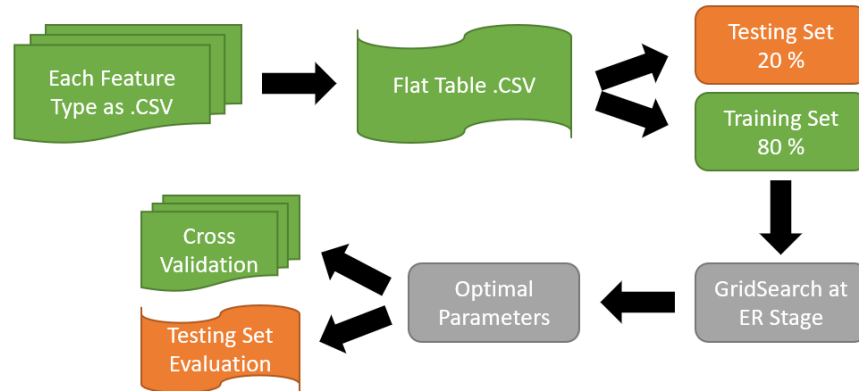 Each Feature
Type as .CSV
Flat Table .CSV
Testing Set
20 %
Training Set
80 %
GridSearch at
ER Stage
Optimal
Parameters
Cross
Validation
Testing Set
Evaluation